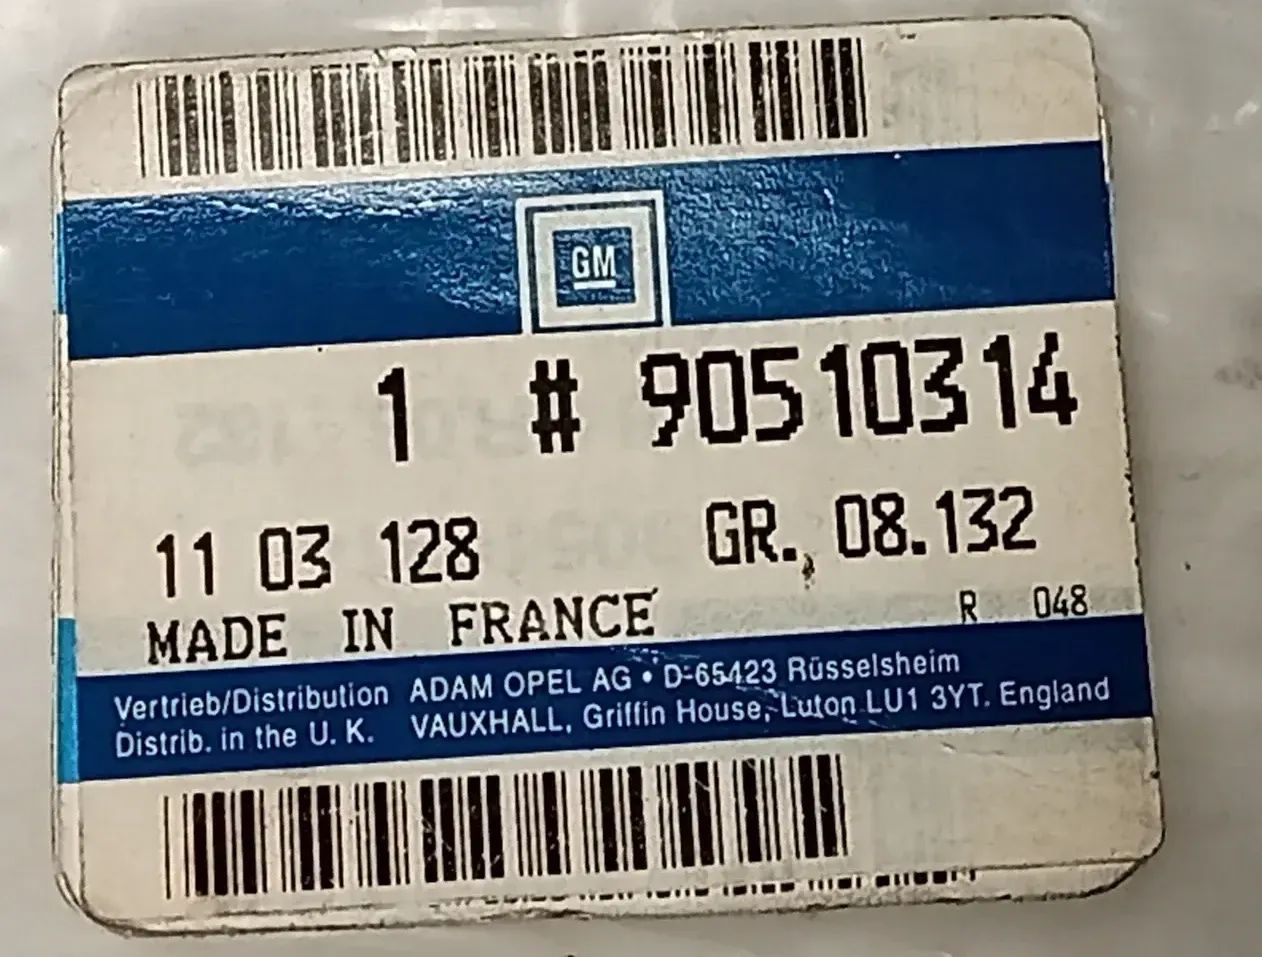 GM
1 # 90510314
11 03 128 GR. 08.132
MADE IN FRANCE R 048
Vertrieb/Distribution ADAM OPEL AG • D-65423 Rüsselsheim
Distrib. in the U. K. VAUXHALL, Griffin House, Luton LU1 3YT. England